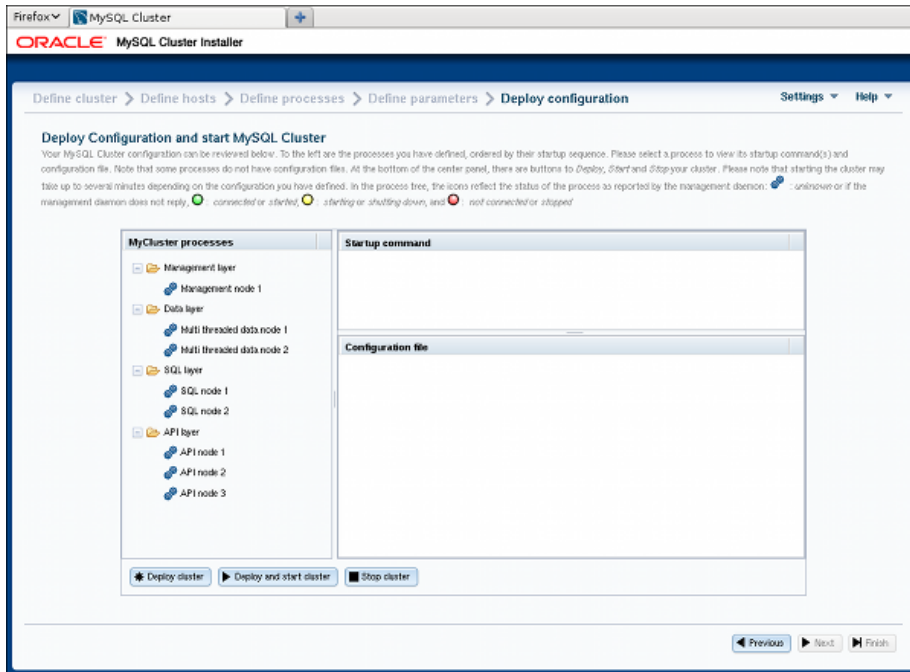 Firefox MySQL Cluster
ORACLE MySQL Cluster Installer
Define cluster Define hosts Define processes Define parameters Deploy configuration Settings Help
Deploy Configuration and start MySQL Cluster
Your MySQL Cluster configuration can be reviewed below. To the left are the processes you have defined, ordered by their startup sequence. Please select a process to view its startup command(s) and
configuration file. Note that some processes do not have configuration files. At the bottom of the center panel, there are buttons to Deploy, Start and Stop your cluster. Please note that starting the cluster may
take up to several minutes depending on the configuration you have defined. In the process tree, the icons reflect the status of the process as reported by the management daemon: : unknown or if the
management daemon does not reply, : connected or started, : starting or shutting down, and : not connected or stopped
MyCluster processes
Startup command
Management layer
Management node 1
Data layer
Multi threaded data node 1
Configuration file
Multi threaded data node 2
SQL layer
SQL node 1
SQL node 2
API layer
API node 1
API node 2
API node 3
Deploy cluster Deploy and start cluster Stop cluster
Previous Next Finish